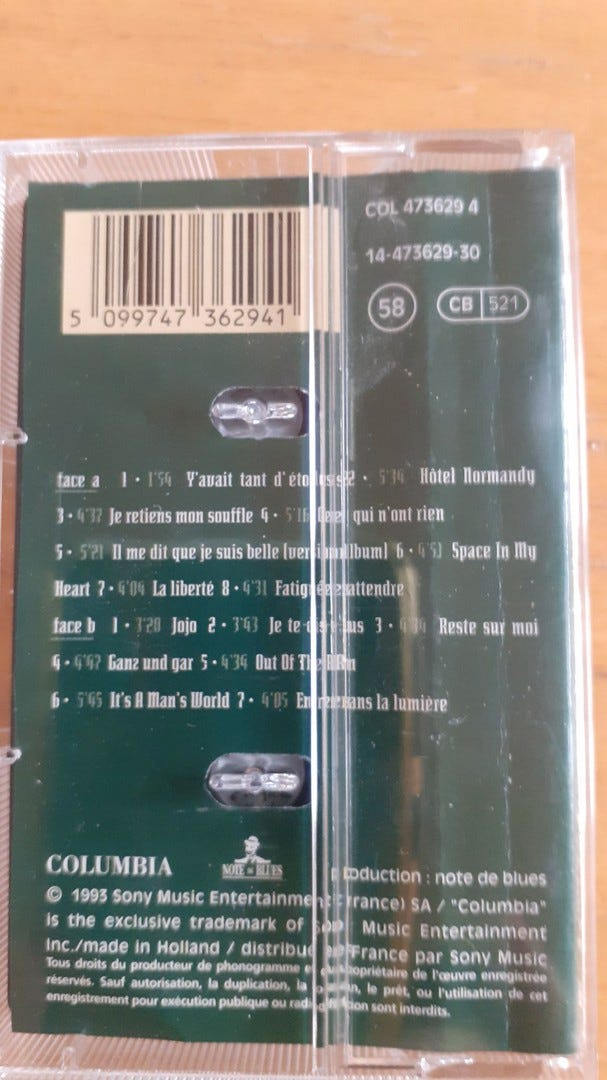 COL 473629 4
14-473629-30
5 099747 362941
58 CB 521
face a 1 · 1'54 Y'avait tant d'étoiles 2 · 5'34 Hôtel Normandy
3 · 4'37 Je retiens mon souffle 4 · 5'16 Ceux qui n'ont rien
5 · 5'21 Il me dit que je suis belle (version album) 6 · 4'51 Space In My
Heart 7 · 4'04 La liberté 8 · 4'31 Fatiguée d'attendre
face b 1 · 3'20 Jojo 2 · 3'43 Je te dis vous 3 · Reste sur moi
4 · 4'47 Ganz und gar 5 · 4'34 Out Of The Rain
6 · 5'45 It's A Man's World 7 · 4'05 Entrer dans la lumière
COLUMBIA NOTE DE BLUES production : note de blues
© 1993 Sony Music Entertainment (France) SA / "Columbia"
is the exclusive trademark of Sony Music Entertainment
Inc./made in Holland / distribué en France par Sony Music
Tous droits du producteur de phonogramme et du propriétaire de l'œuvre enregistrée
réservés. Sauf autorisation, la duplication, la location, le prêt, ou l'utilisation de cet
enregistrement pour exécution publique ou radiodiffusion sont interdits.